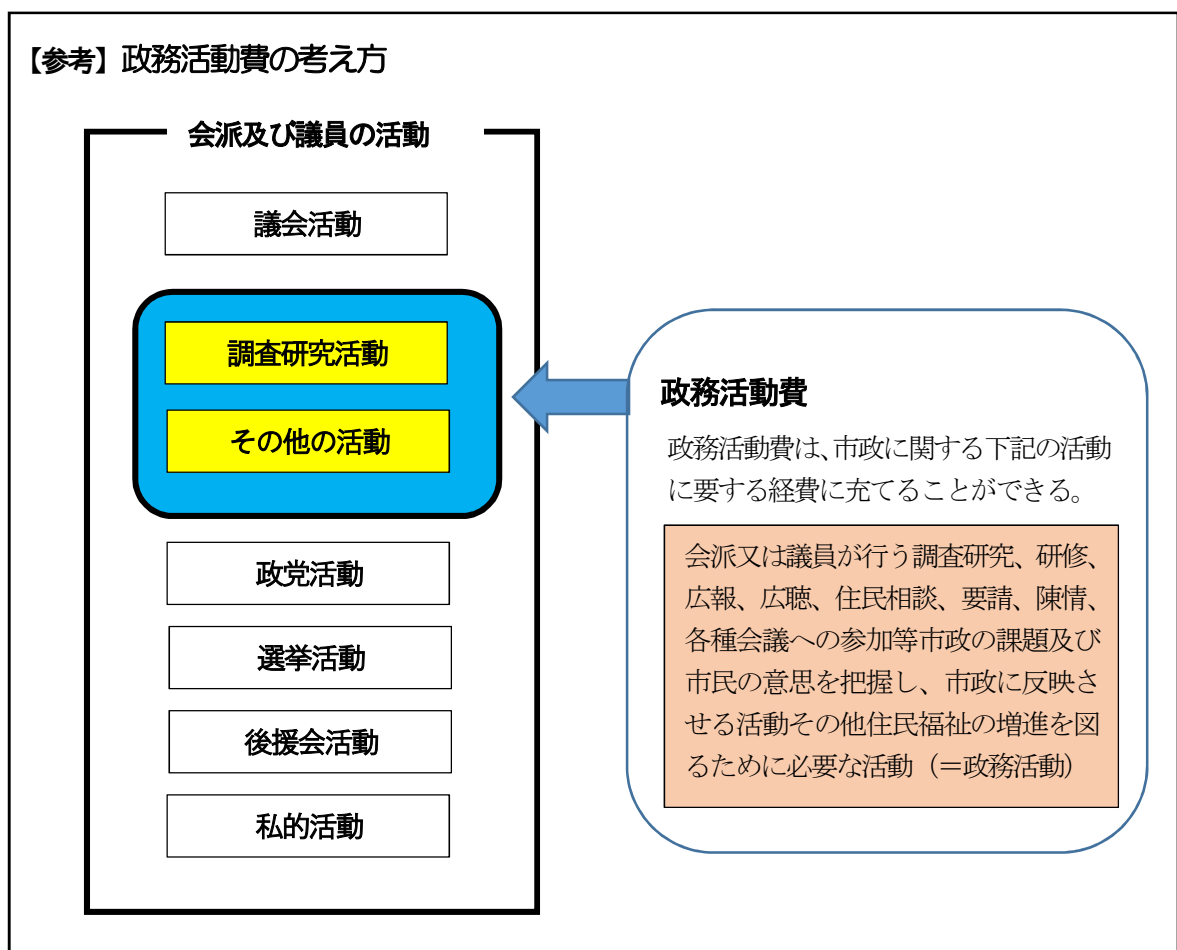 【参考】政務活動費の考え方
会派及び議員の活動
議会活動
調査研究活動
その他の活動
政党活動
選挙活動
後援会活動
私的活動
政務活動費
政務活動費は、市政に関する下記の活動
に要する経費に充てることができる。
会派又は議員が行う調査研究、研修、
広報、広聴、住民相談、要請、陳情、
各種会議への参加等市政の課題及び
市民の意思を把握し、市政に反映さ
せる活動その他住民福祉の増進を図
るために必要な活動（＝政務活動）